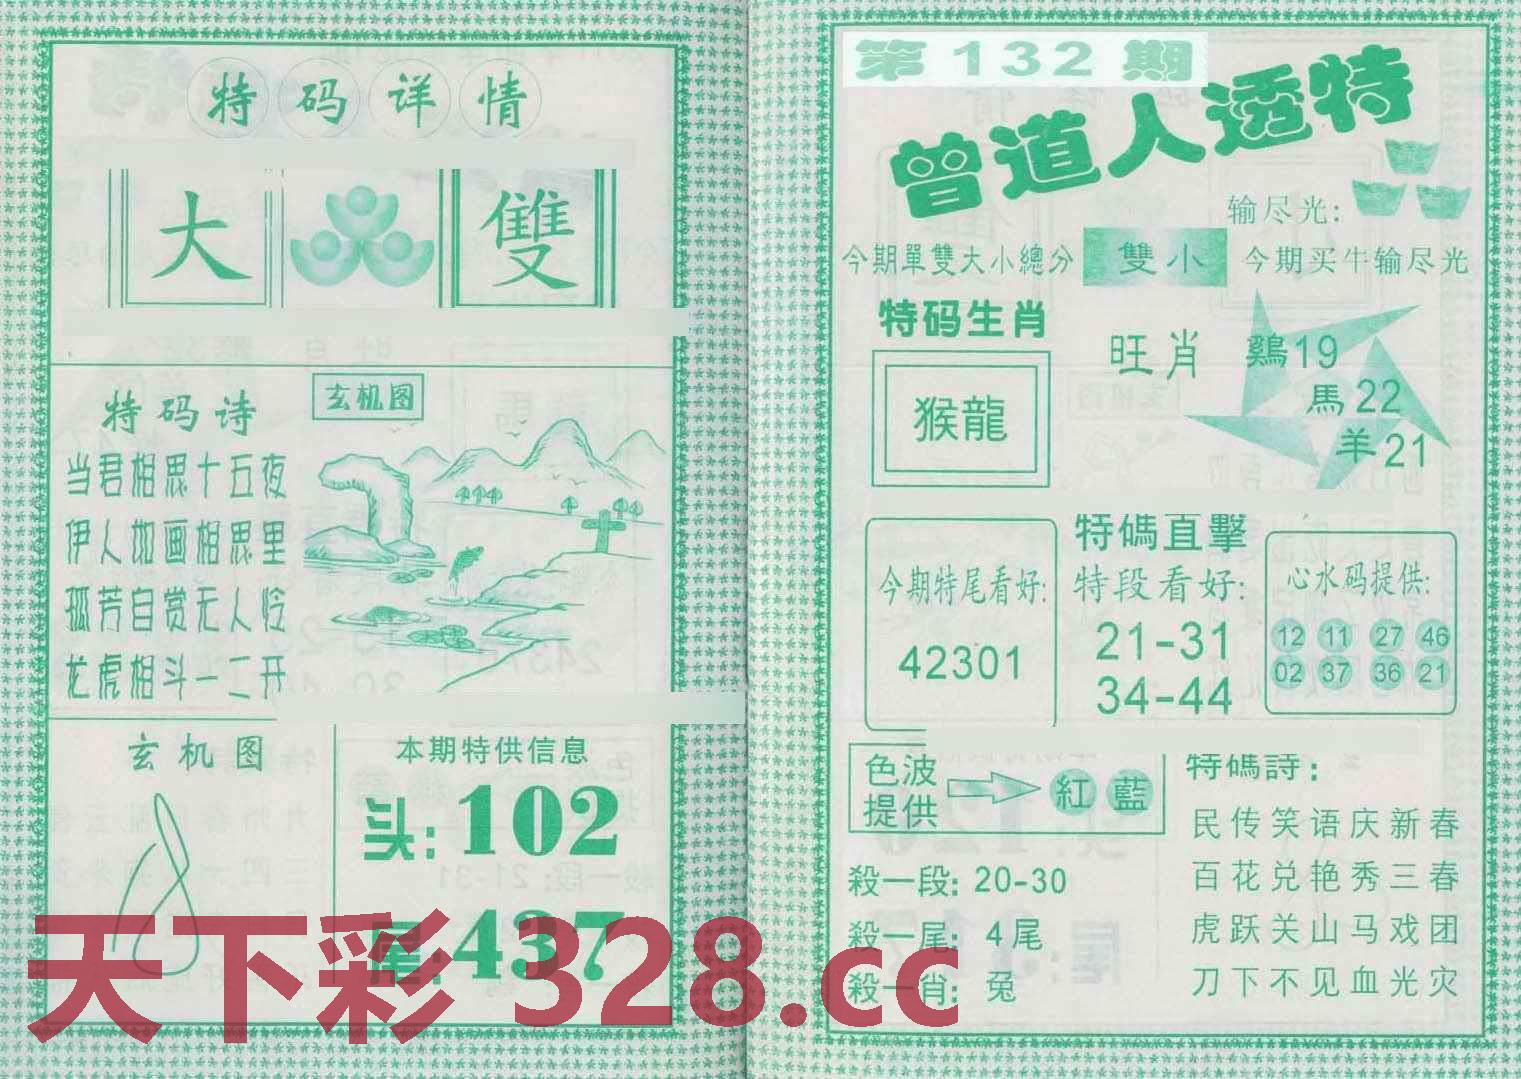 特码详情
大 雙
特码诗
玄机图
当君相思十五夜
伊人如画相思里
孤芳自赏无人怜
龙虎相斗一二开
玄机图
本期特供信息
头:102
尾:437
第132期
曾道人透特
输尽光:
今期單雙大小總分 雙小 今期买牛输尽光
特码生肖
猴龍
旺肖 鷄19
馬22
羊21
特碼直擊
今期特尾看好:
42301
特段看好:
21-31
34-44
心水码提供:
12 11 27 46
02 37 36 21
色波
提供
紅 藍
殺一段: 20-30
殺一尾: 4尾
殺一肖: 兔
特碼詩:
民传笑语庆新春
百花兑艳秀三春
虎跃关山马戏团
刀下不见血光灾
天下彩 328.cc